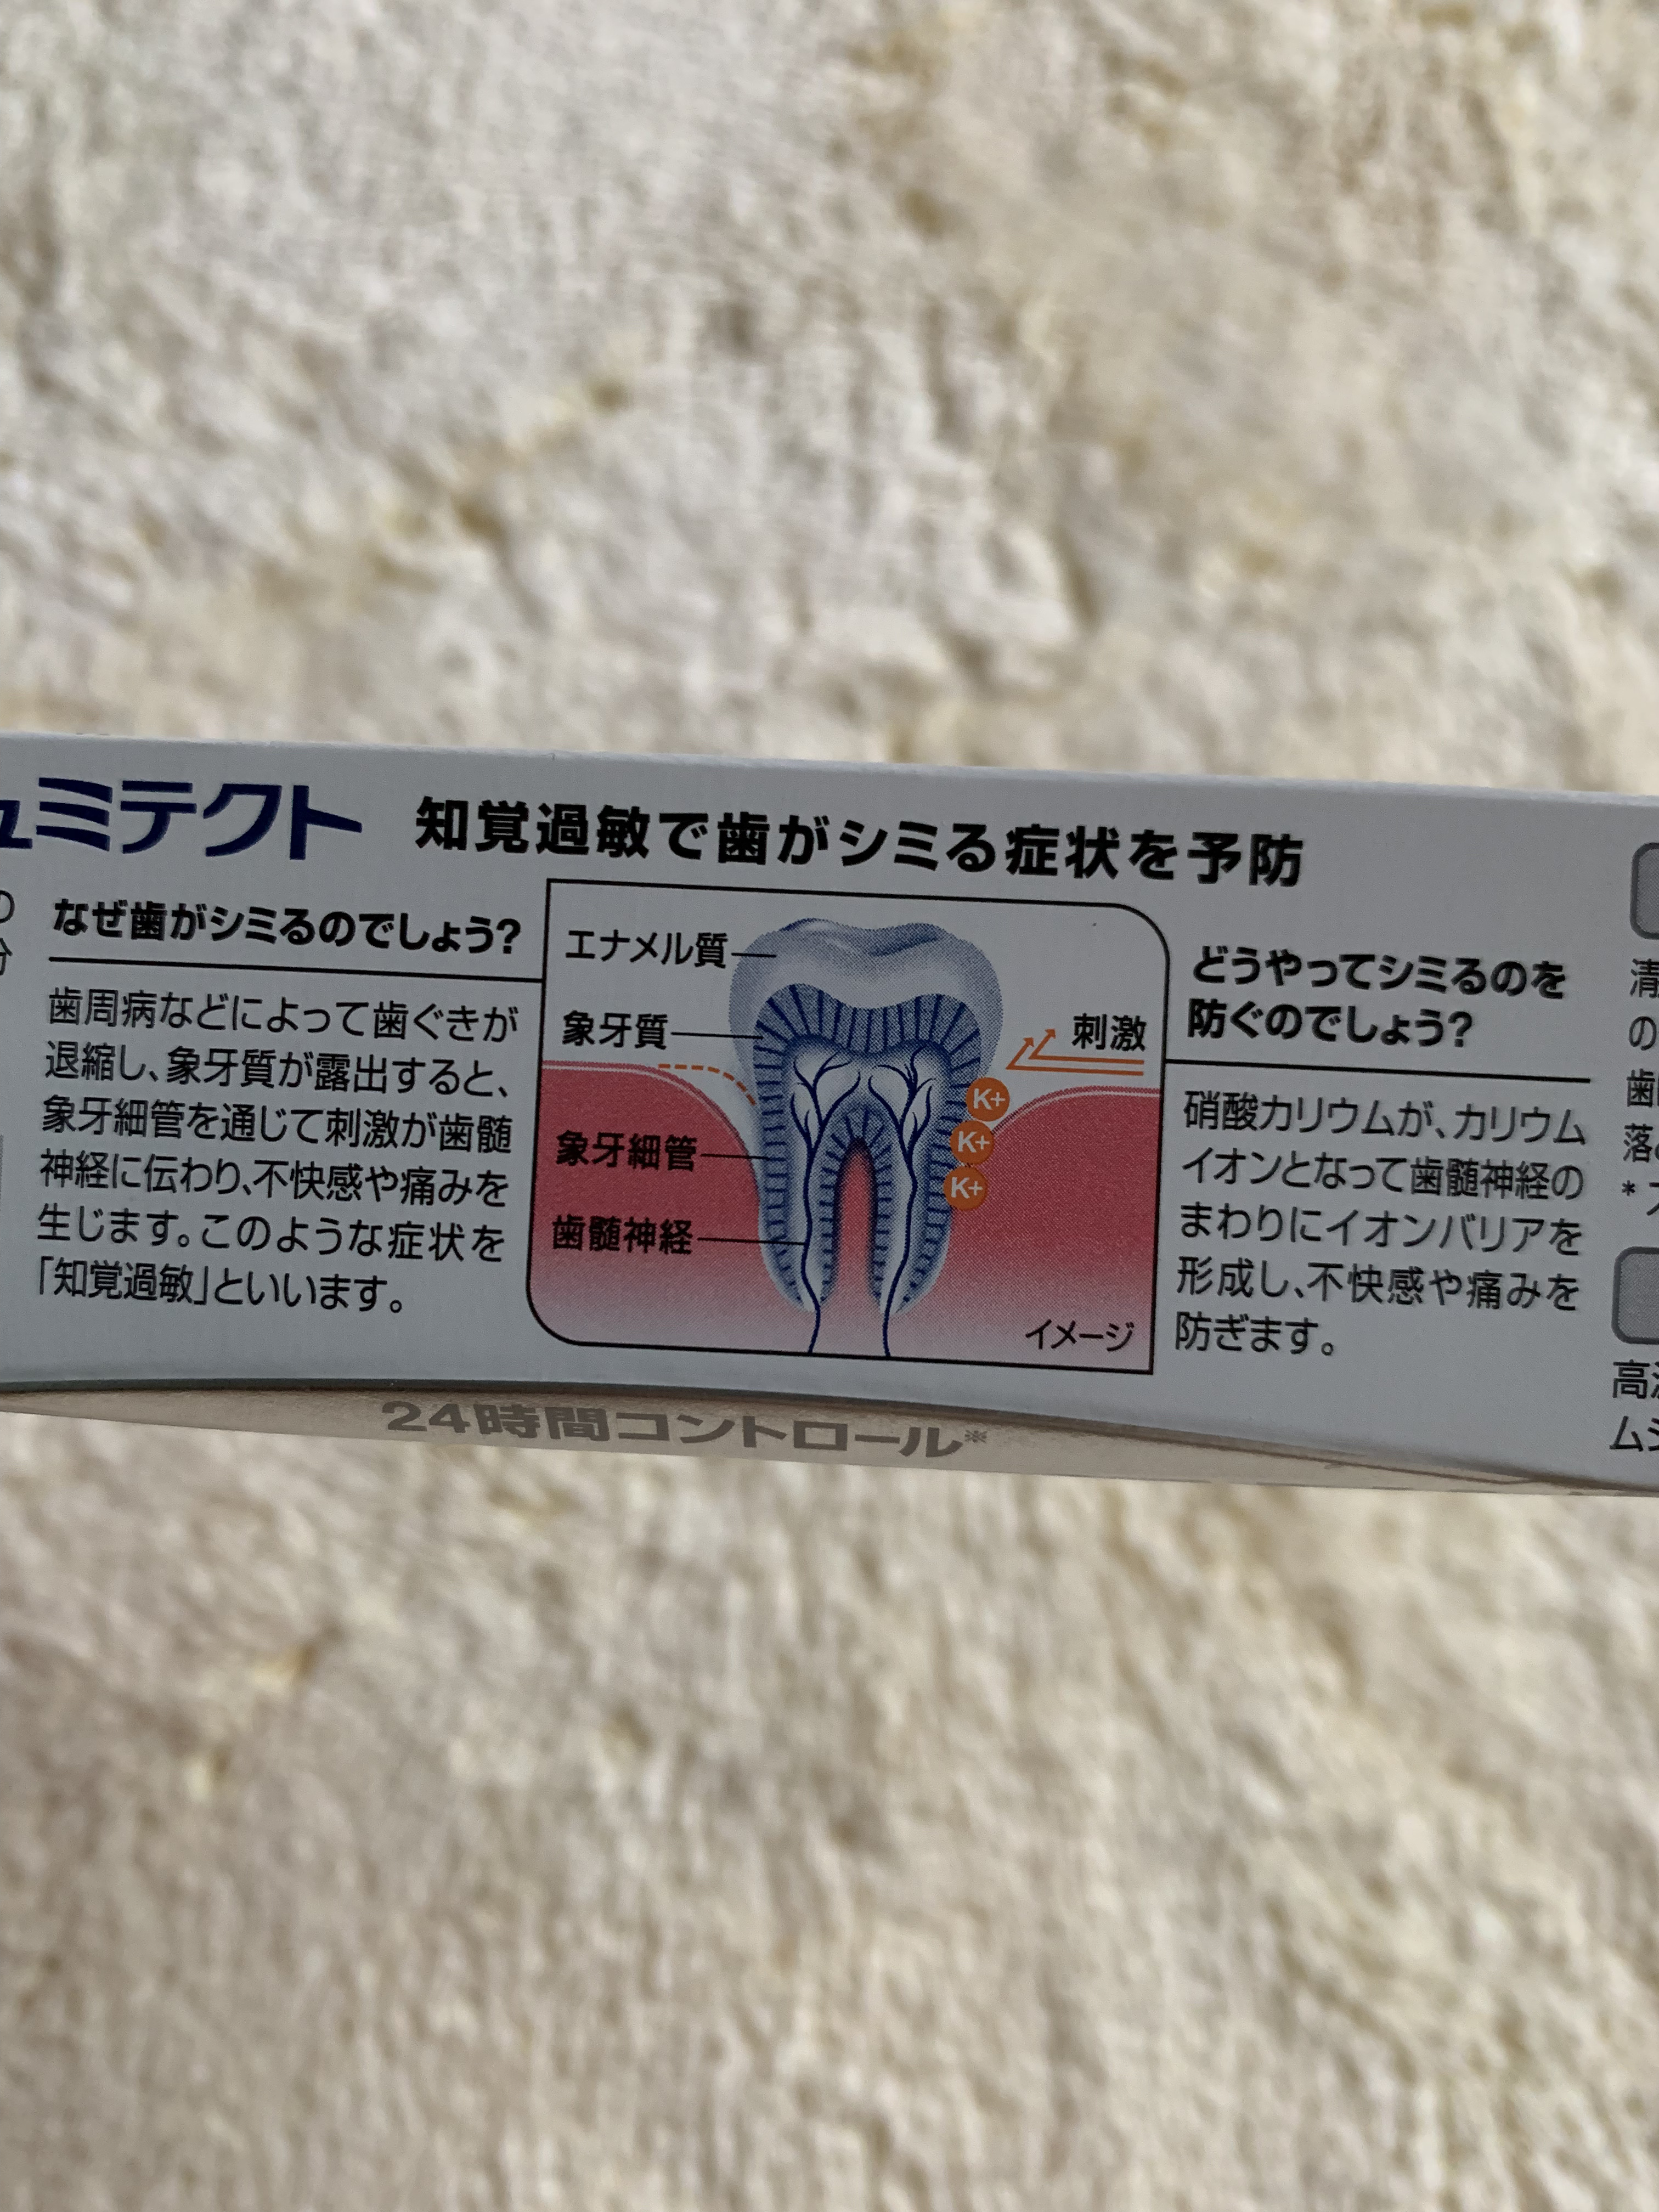 ュミテクト 知覚過敏で歯がシミる症状を予防
なぜ歯がシミるのでしょう?
歯周病などによって歯ぐきが
退縮し、象牙質が露出すると、
象牙細管を通じて刺激が歯髄
神経に伝わり、不快感や痛みを
生じます。このような症状を
「知覚過敏」といいます。
エナメル質
象牙質
象牙細管
歯髄神経
刺激
K+
K+
K+
イメージ
どうやってシミるのを
防ぐのでしょう?
硝酸カリウムが、カリウム
イオンとなって歯髄神経の
まわりにイオンバリアを
形成し、不快感や痛みを
防ぎます。
清
の
歯
落
*
高
ム
24時間コントロール※